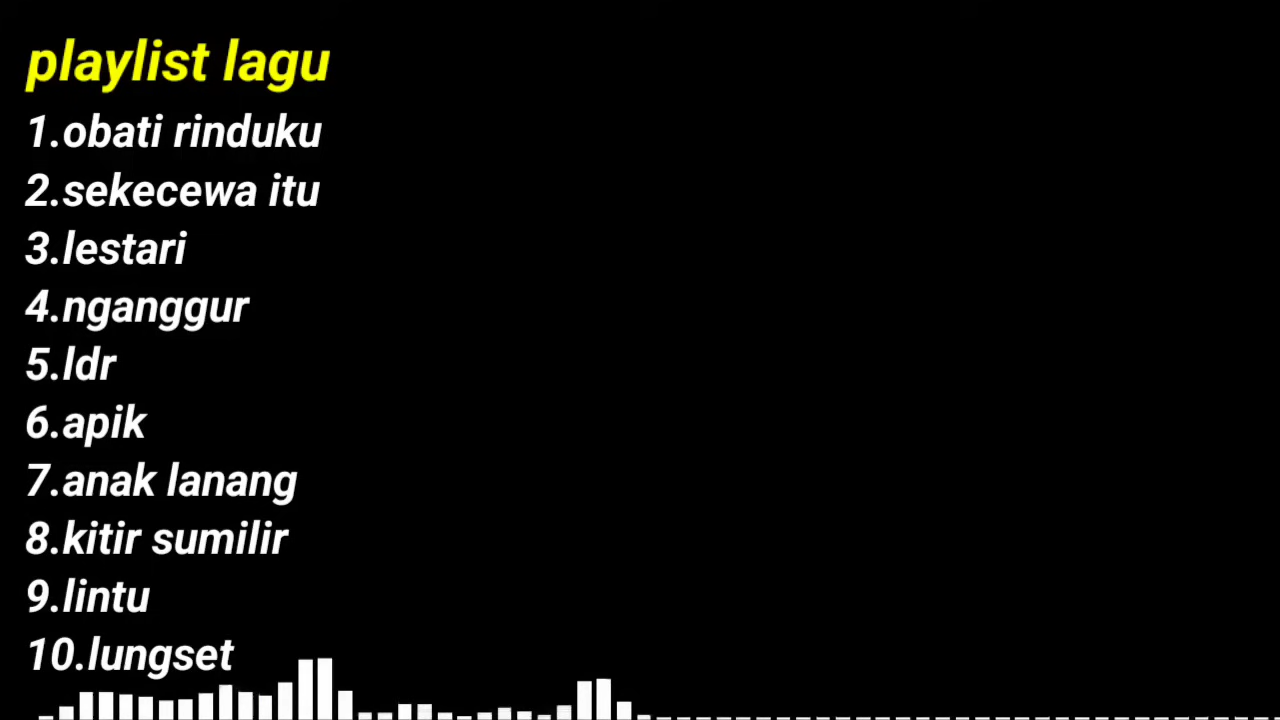 playlist lagu
1.obati rinduku
2.sekecewa itu
3.lestari
4.nganggur
5.ldr
6.apik
7.anak lanang
8.kitir sumilir
9.lintu
10.lungset